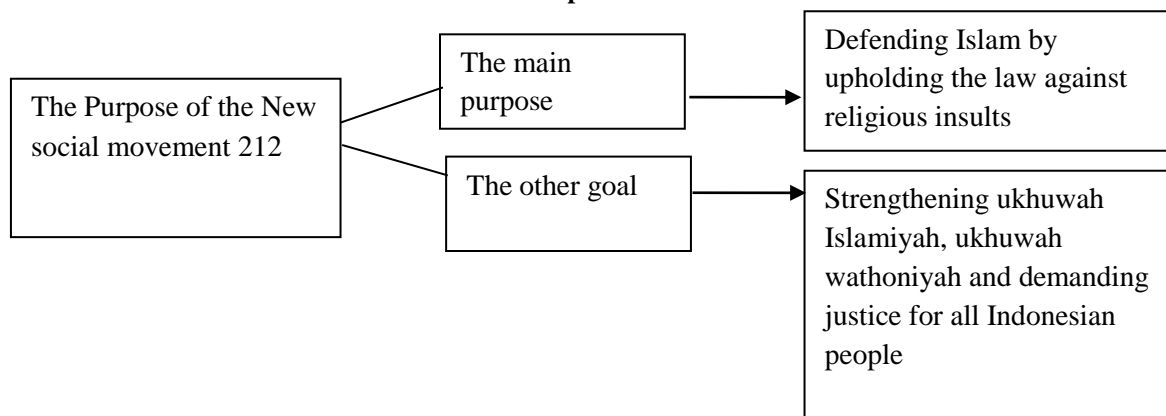 The Purpose of the New
social movement 212
The main
purpose
Defending Islam by
upholding the law against
religious insults
The other goal
Strengthening ukhuwah
Islamiyah, ukhuwah
wathoniyah and demanding
justice for all Indonesian
people